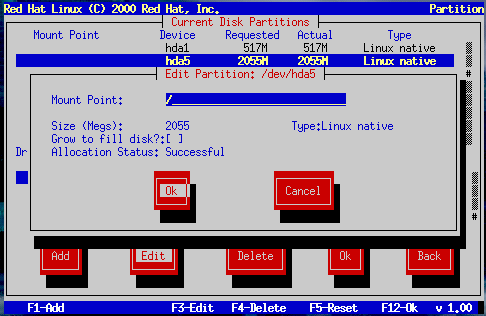 Red Hat Linux (C) 2000 Red Hat, Inc. Partition
Current Disk Partitions
Mount Point Device Requested Actual Type
hda1 517M 517M Linux native
hda5 2055M 2055M Linux native
#
Edit Partition: /dev/hda5
Mount Point: /
Size (Megs): 2055 Type:Linux native
Grow to fill disk?:[ ]
Dr
Allocation Status: Successful
Ok Cancel
#
Add Edit Delete Ok Back
F1-Add F3-Edit F4-Delete F5-Reset F12-Ok v 1.00